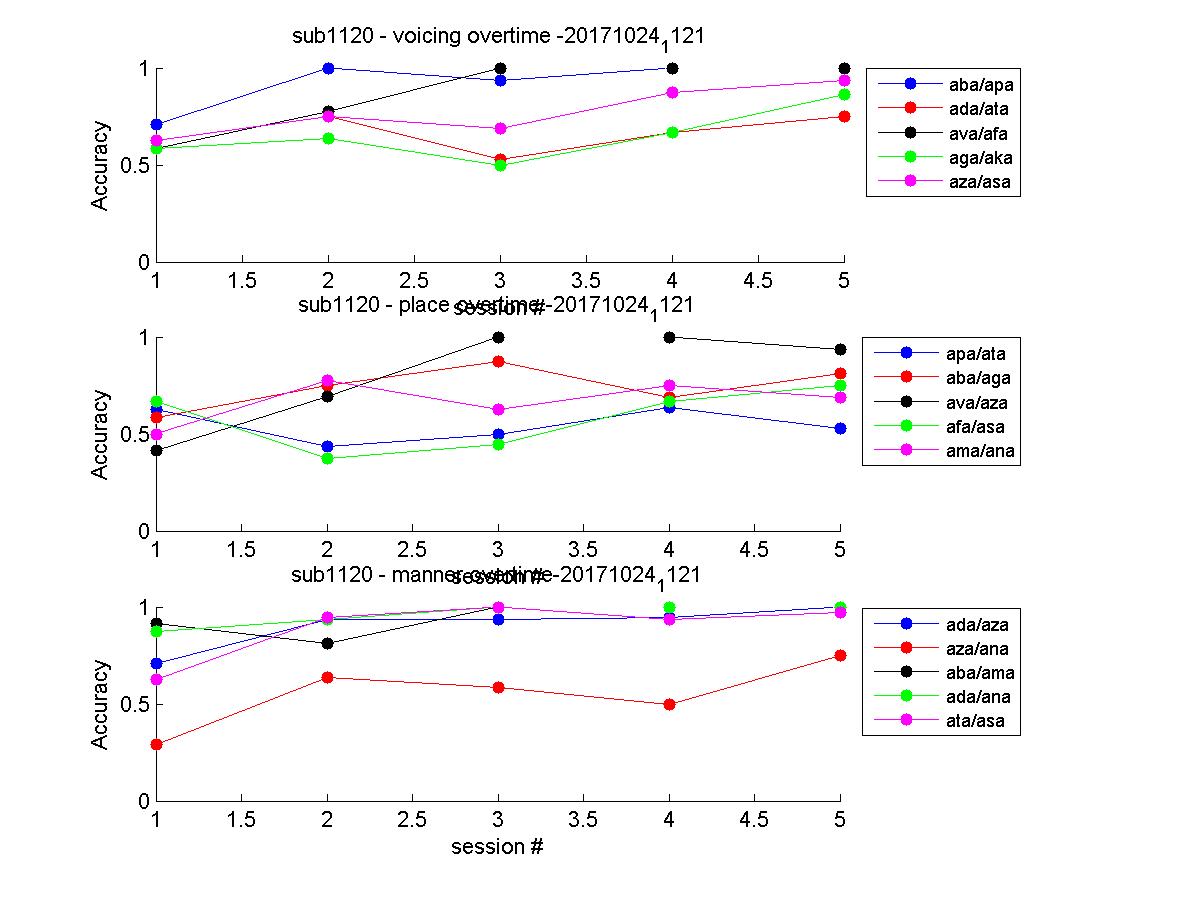 sub1120 - voicing overtime -20171024₁121
1
0.5
0
Accuracy
1 1.5 2 2.5 3 3.5 4 4.5 5
session #
aba/apa
ada/ata
ava/afa
aga/aka
aza/asa
sub1120 - place overtime -20171024₁121
1
0.5
0
Accuracy
1 1.5 2 2.5 3 3.5 4 4.5 5
session #
apa/ata
aba/aga
ava/aza
afa/asa
ama/ana
sub1120 - manner overtime-20171024₁121
1
0.5
0
Accuracy
1 1.5 2 2.5 3 3.5 4 4.5 5
session #
ada/aza
aza/ana
aba/ama
ada/ana
ata/asa